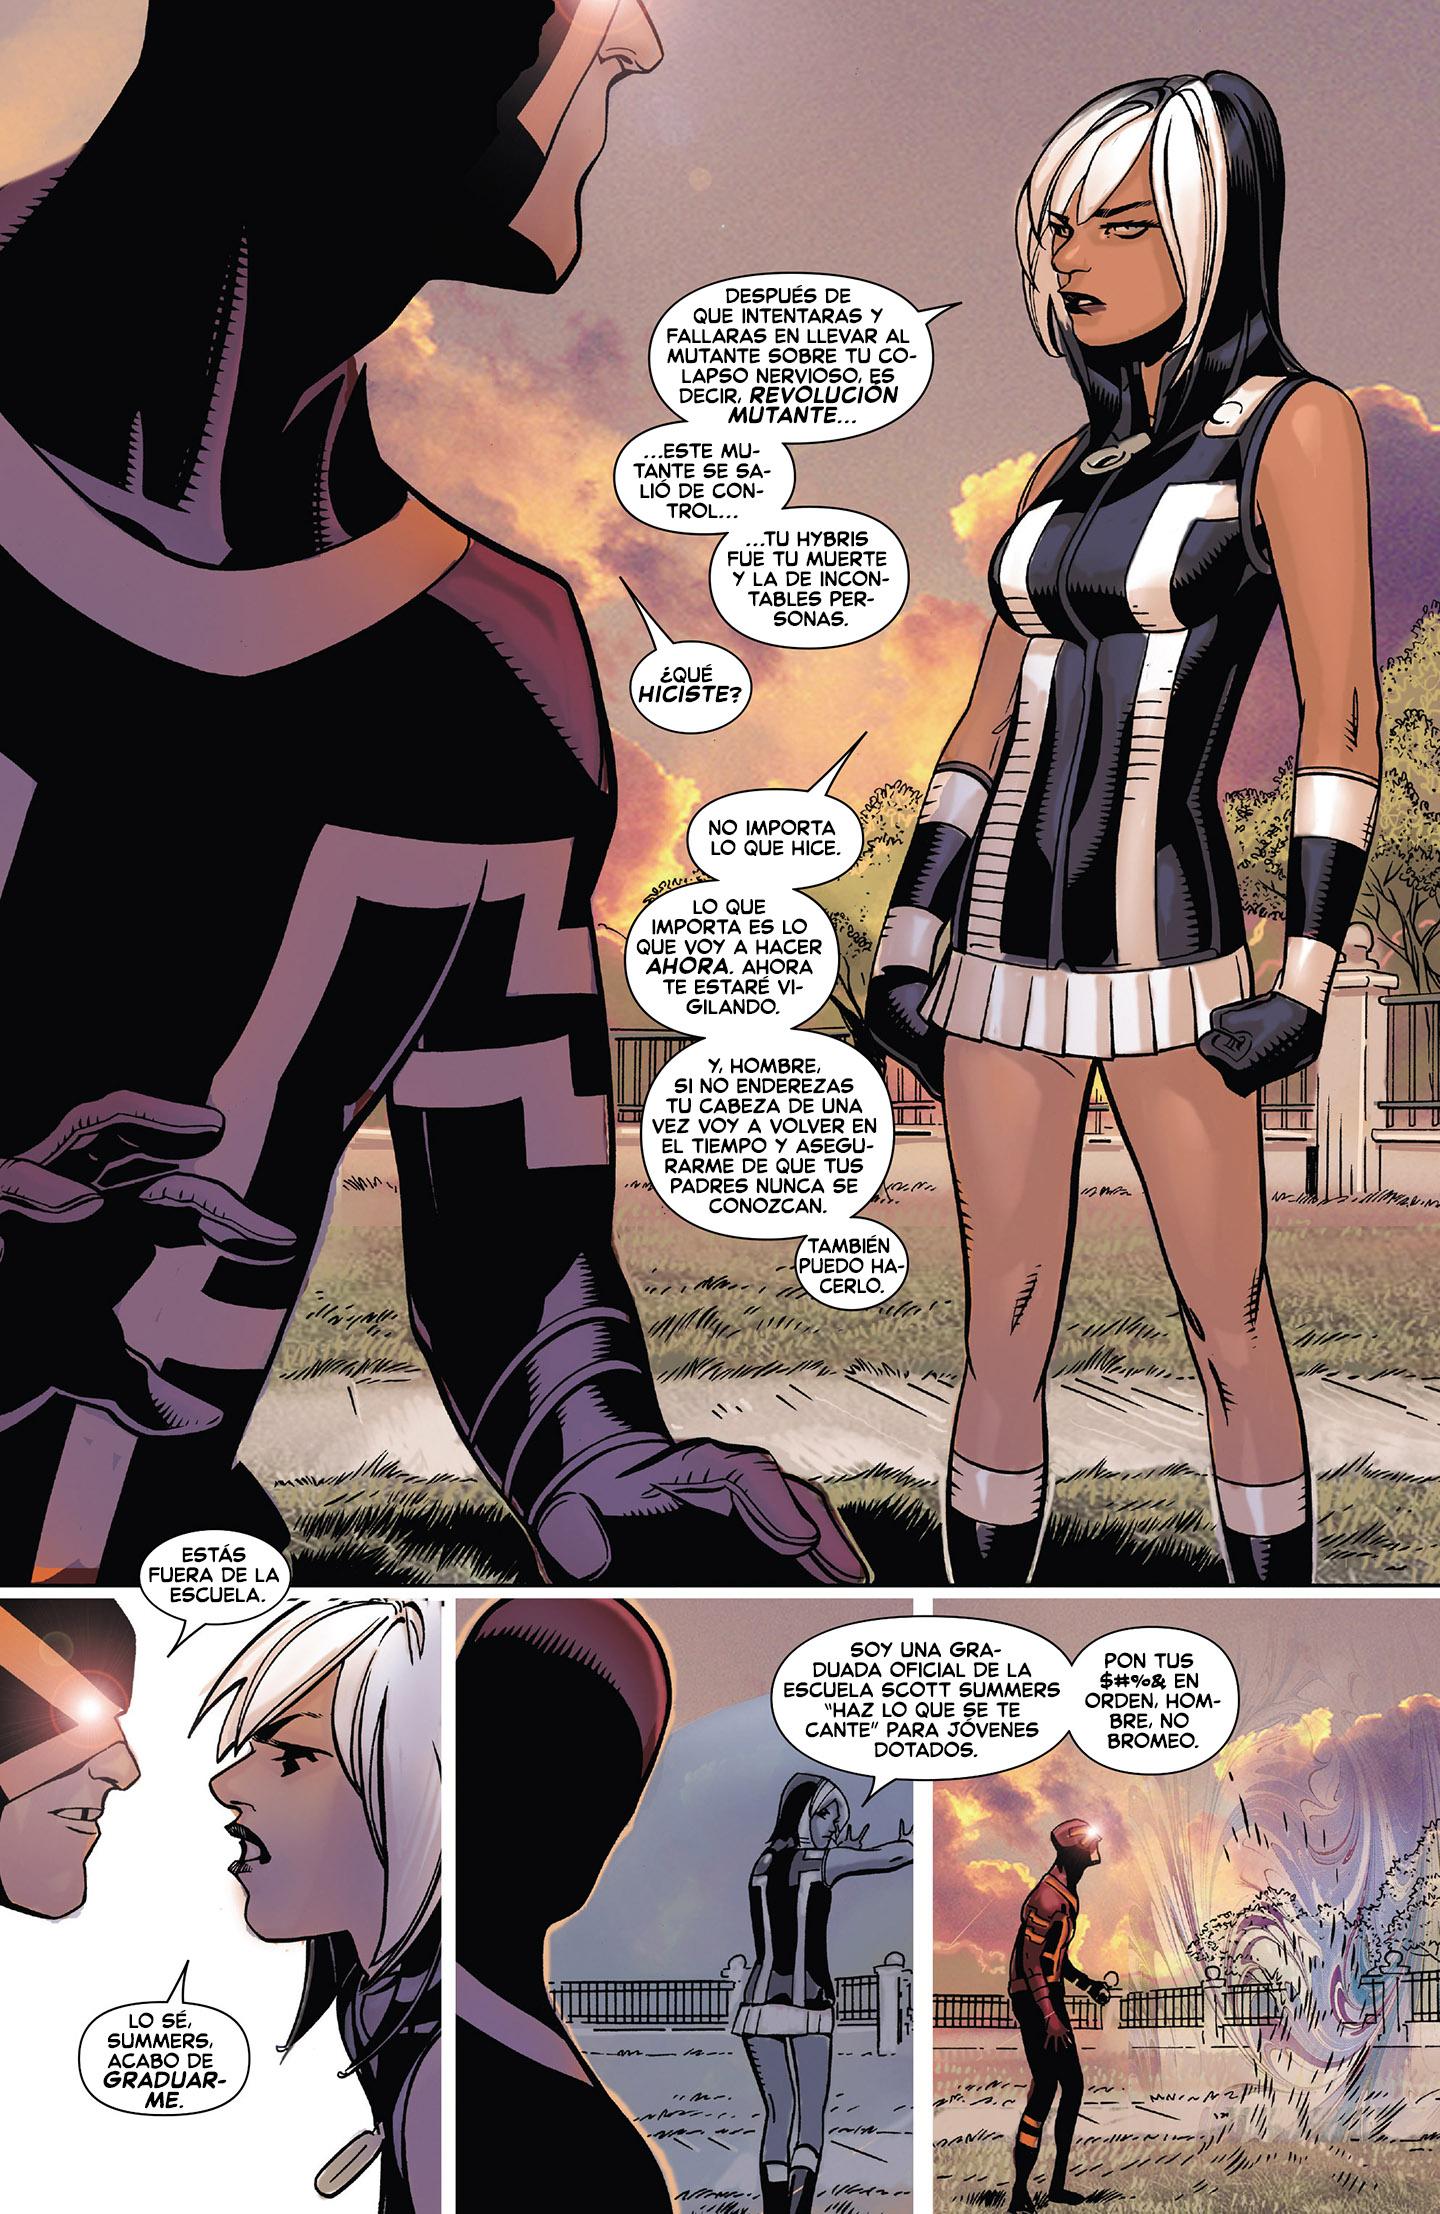 DESPUÉS DE
QUE INTENTARAS Y
FALLARAS EN LLEVAR AL
MUTANTE SOBRE TU CO-
LAPSO NERVIOSO, ES
DECIR, REVOLUCIÓN
MUTANTE...
...ESTE MU-
TANTE SE SA-
LIÓ DE CON-
TROL...
...TU HYBRIS
FUE TU MUERTE
Y LA DE INCON-
TABLES PER-
SONAS.
¿QUÉ
HICISTE?
NO IMPORTA
LO QUE HICE.
LO QUE
IMPORTA ES LO
QUE VOY A HACER
AHORA. AHORA
TE ESTARÉ VI-
GILANDO.
Y, HOMBRE,
SI NO ENDEREZAS
TU CABEZA DE UNA
VEZ VOY A VOLVER EN
EL TIEMPO Y ASEGU-
RARME DE QUE TUS
PADRES NUNCA SE
CONOZCAN.
TAMBIÉN
PUEDO HA-
CERLO.
ESTÁS
FUERA DE LA
ESCUELA.
LO SÉ,
SUMMERS,
ACABO DE
GRADUAR-
ME.
SOY UNA GRA-
DUADA OFICIAL DE LA
ESCUELA SCOTT SUMMERS
"HAZ LO QUE SE TE
CANTE" PARA JÓVENES
DOTADOS.
PON TUS
$#%& EN
ORDEN, HOM-
BRE, NO
BROMEO.